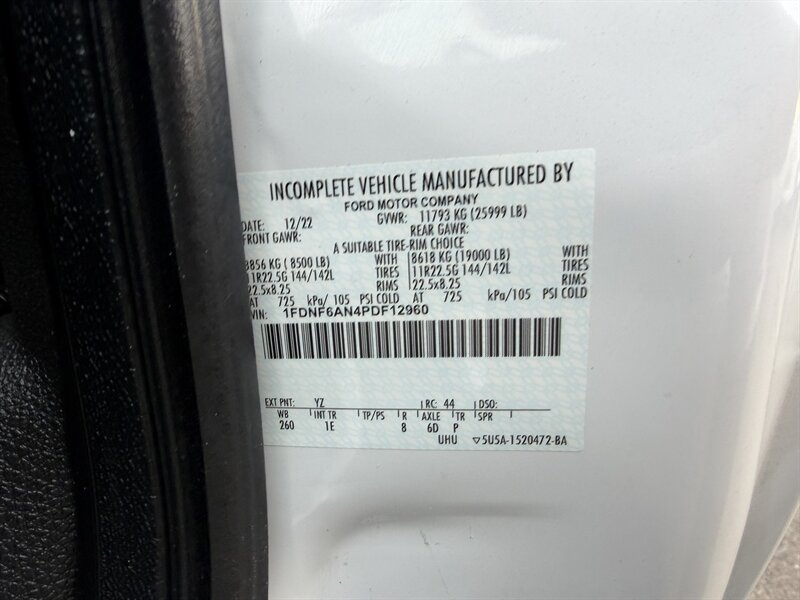 INCOMPLETE VEHICLE MANUFACTURED BY
FORD MOTOR COMPANY
DATE: 12/22 GVWR: 11793 KG (25999 LB)
FRONT GAWR: REAR GAWR:
A SUITABLE TIRE-RIM CHOICE
3856 KG ( 8500 LB) WITH 8618 KG (19000 LB) WITH
11R22.5G 144/142L TIRES 11R22.5G 144/142L TIRES
22.5x8.25 RIMS 22.5x8.25 RIMS
AT 725 kPa/ 105 PSI COLD AT 725 kPa/105 PSI COLD
VIN: 1FDNF6AN4PDF12960
EXT PNT: YZ RC: 44 DSO:
WB INT TR TP/PS R AXLE TR SPR
260 1E 8 6D P
UHU ▽5U5A-1520472-BA